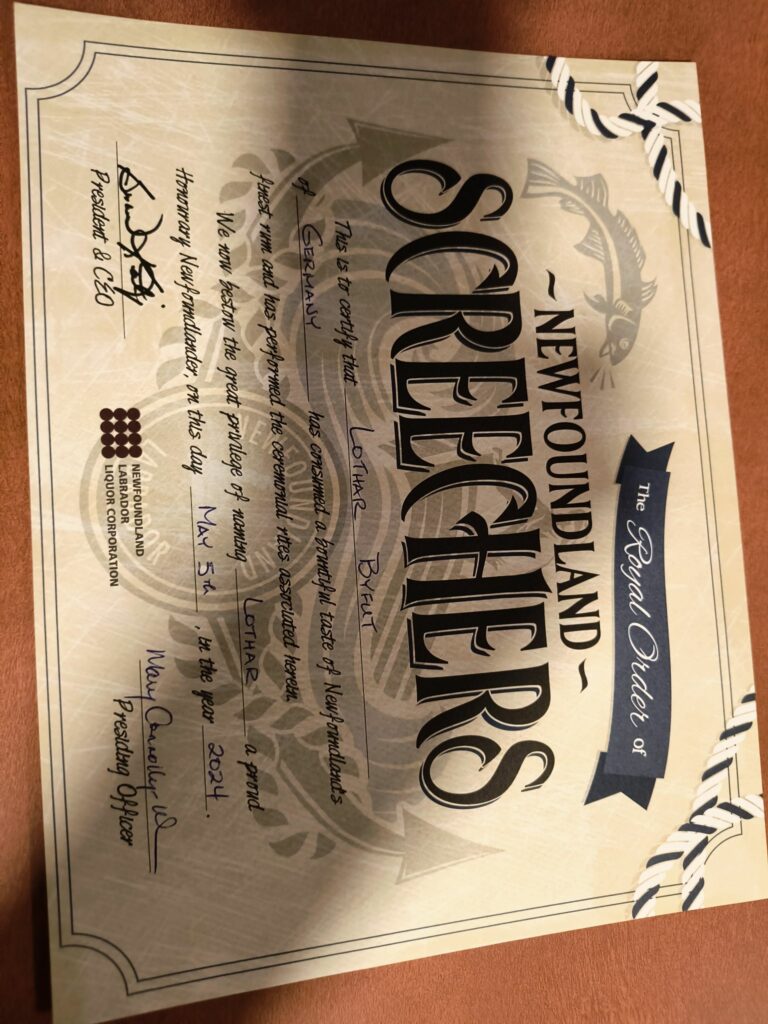 The Royal Order of
~ NEWFOUNDLAND ~
SCREECHERS
This is to certify that LOTHAR BYFUT
of GERMANY has consumed a bountiful taste of Newfoundland's
finest rum and has performed the ceremonial rites associated herein.
We now bestow the great privilege of naming LOTHAR a proud
Honourary Newfoundlander, on this day MAY 5th, in the year 2024.
President & CEO
NEWFOUNDLAND
LABRADOR
LIQUOR CORPORATION
Mary Connolly
Presiding Officer